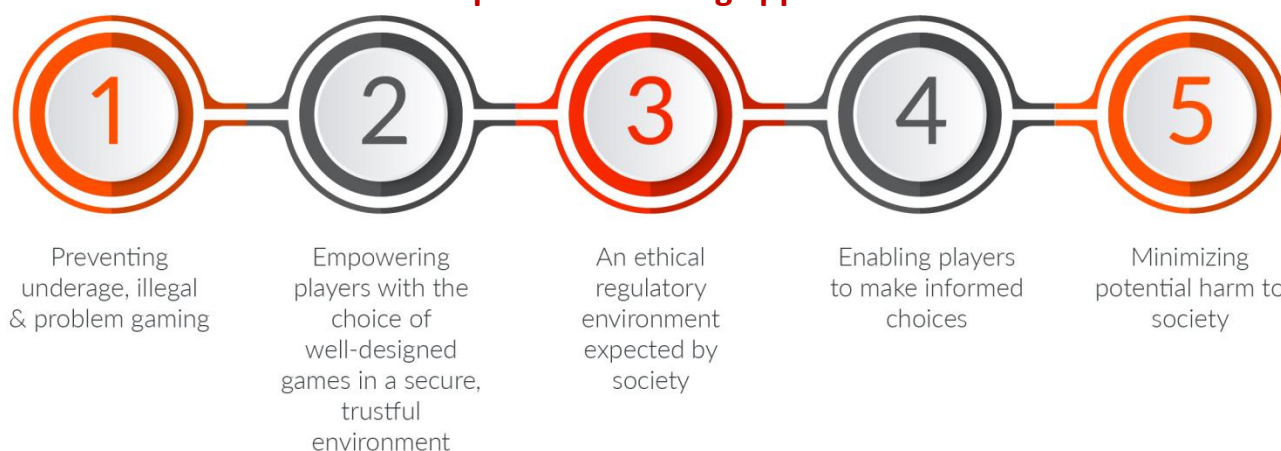 1
2
3
4
5
Preventing
underage, illegal
& problem gaming
Empowering
players with the
choice of
well-designed
games in a secure,
trustful
environment
An ethical
regulatory
environment
expected by
society
Enabling players
to make informed
choices
Minimizing
potential harm to
society